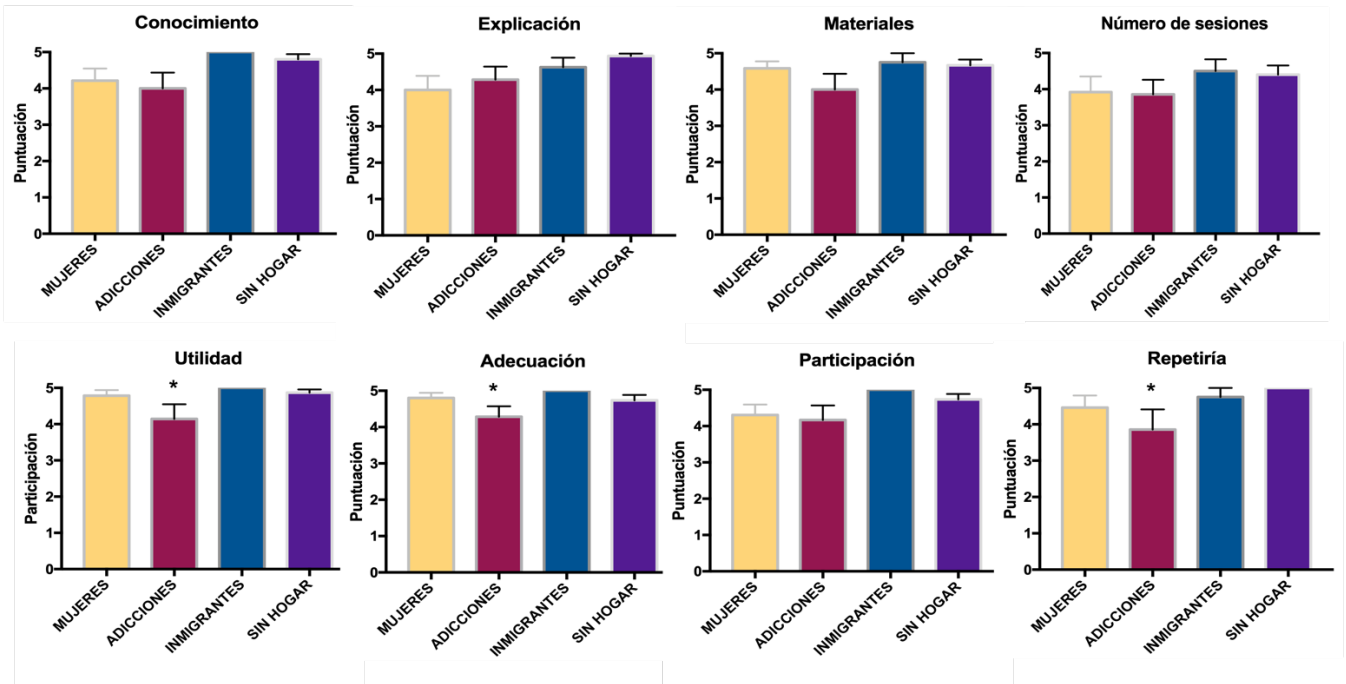 Conocimiento
Puntuación
5
4
3
2
1
0
MUJERES
ADICCIONES
INMIGRANTES
SIN HOGAR
Explicación
Puntuación
5
4
3
2
1
0
MUJERES
ADICCIONES
INMIGRANTES
SIN HOGAR
Materiales
Puntuación
5
4
3
2
1
0
MUJERES
ADICCIONES
INMIGRANTES
SIN HOGAR
Número de sesiones
Puntuación
5
4
3
2
1
0
MUJERES
ADICCIONES
INMIGRANTES
SIN HOGAR
Utilidad
Participación
5
4
3
2
1
0
*
MUJERES
ADICCIONES
INMIGRANTES
SIN HOGAR
Adecuación
Puntuación
5
4
3
2
1
0
*
MUJERES
ADICCIONES
INMIGRANTES
SIN HOGAR
Participación
Puntuación
5
4
3
2
1
0
MUJERES
ADICCIONES
INMIGRANTES
SIN HOGAR
Repetiría
Puntuación
5
4
3
2
1
0
*
MUJERES
ADICCIONES
INMIGRANTES
SIN HOGAR